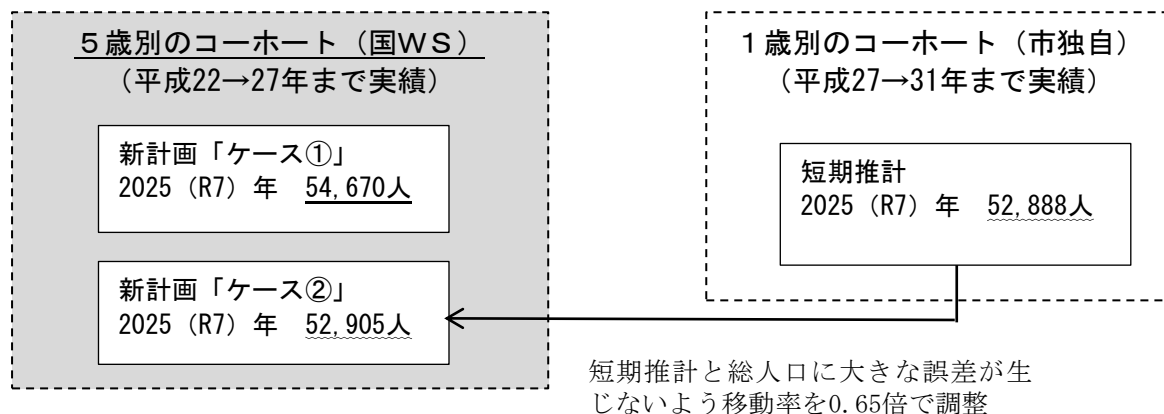 ５歳別のコーホート（国ＷＳ）
（平成22→27年まで実績）
新計画「ケース①」
2025（R7）年　54,670人
新計画「ケース②」
2025（R7）年　52,905人
１歳別のコーホート（市独自）
（平成27→31年まで実績）
短期推計
2025（R7）年　52,888人
短期推計と総人口に大きな誤差が生
じないよう移動率を0.65倍で調整